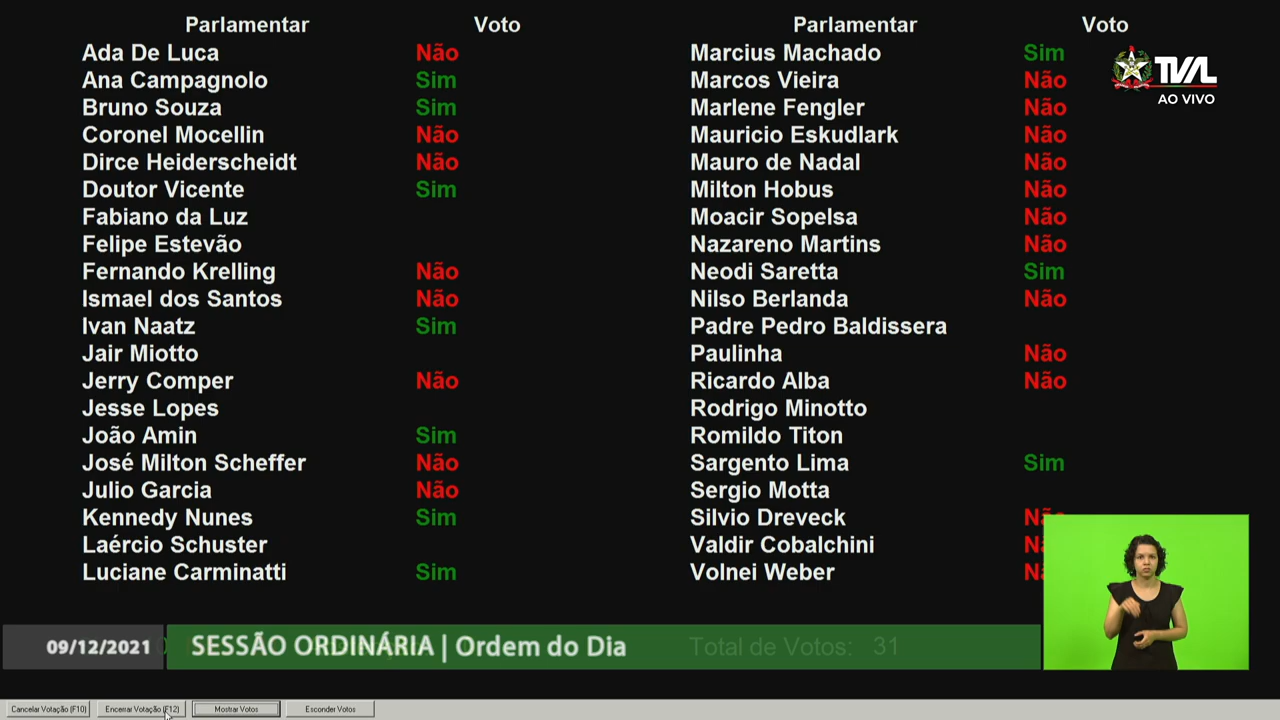 Parlamentar Voto Parlamentar Voto
Ada De Luca Não Marcius Machado Sim
Ana Campagnolo Sim Marcos Vieira Não
Bruno Souza Sim Marlene Fengler Não
Coronel Mocellin Não Mauricio Eskudlark Não
Dirce Heiderscheidt Não Mauro de Nadal Não
Doutor Vicente Sim Milton Hobus Não
Fabiano da Luz Moacir Sopelsa Não
Felipe Estevão Nazareno Martins Não
Fernando Krelling Não Neodi Saretta Sim
Ismael dos Santos Não Nilso Berlanda Não
Ivan Naatz Sim Padre Pedro Baldissera
Jair Miotto Paulinha Não
Jerry Comper Não Ricardo Alba Não
Jesse Lopes Rodrigo Minotto
João Amin Sim Romildo Titon
José Milton Scheffer Não Sargento Lima Sim
Julio Garcia Não Sergio Motta
Kennedy Nunes Sim Silvio Dreveck
Laércio Schuster Valdir Cobalchini
Luciane Carminatti Sim Volnei Weber
TVAL
AO VIVO
09/12/2021 SESSÃO ORDINÁRIA | Ordem do Dia Total de Votos: 31
Cancelar Votação (F10) Encerrar Votação (F12) Mostrar Votos Esconder Votos